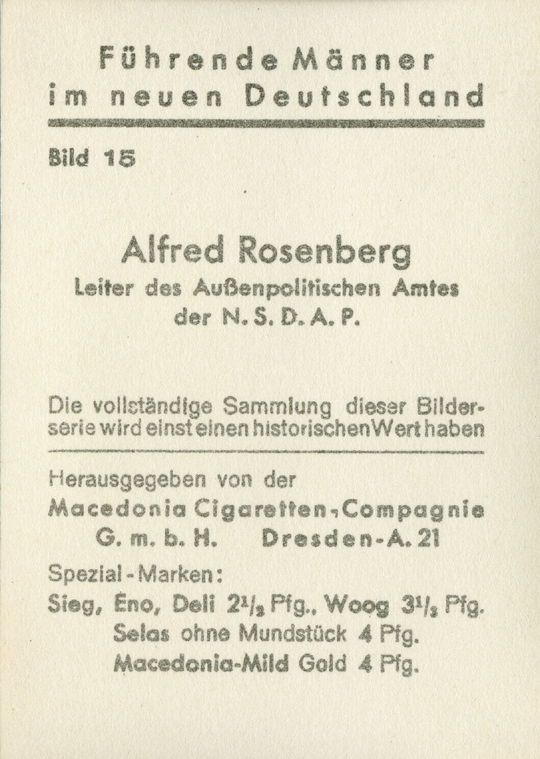 Führende Männer
im neuen Deutschland
Bild 15
Alfred Rosenberg
Leiter des Außenpolitischen Amtes
der N.S.D.A.P.
Die vollständige Sammlung dieser Bilder-
serie wird einst einen historischen Wert haben
Herausgegeben von der
Macedonia Cigaretten-Compagnie
G. m. b. H. Dresden-A. 21
Spezial-Marken:
Sieg, Eno, Deli 2¹/₂ Pfg., Woog 3¹/₃ Pfg.
Selas ohne Mundstück 4 Pfg.
Macedonia-Mild Gold 4 Pfg.